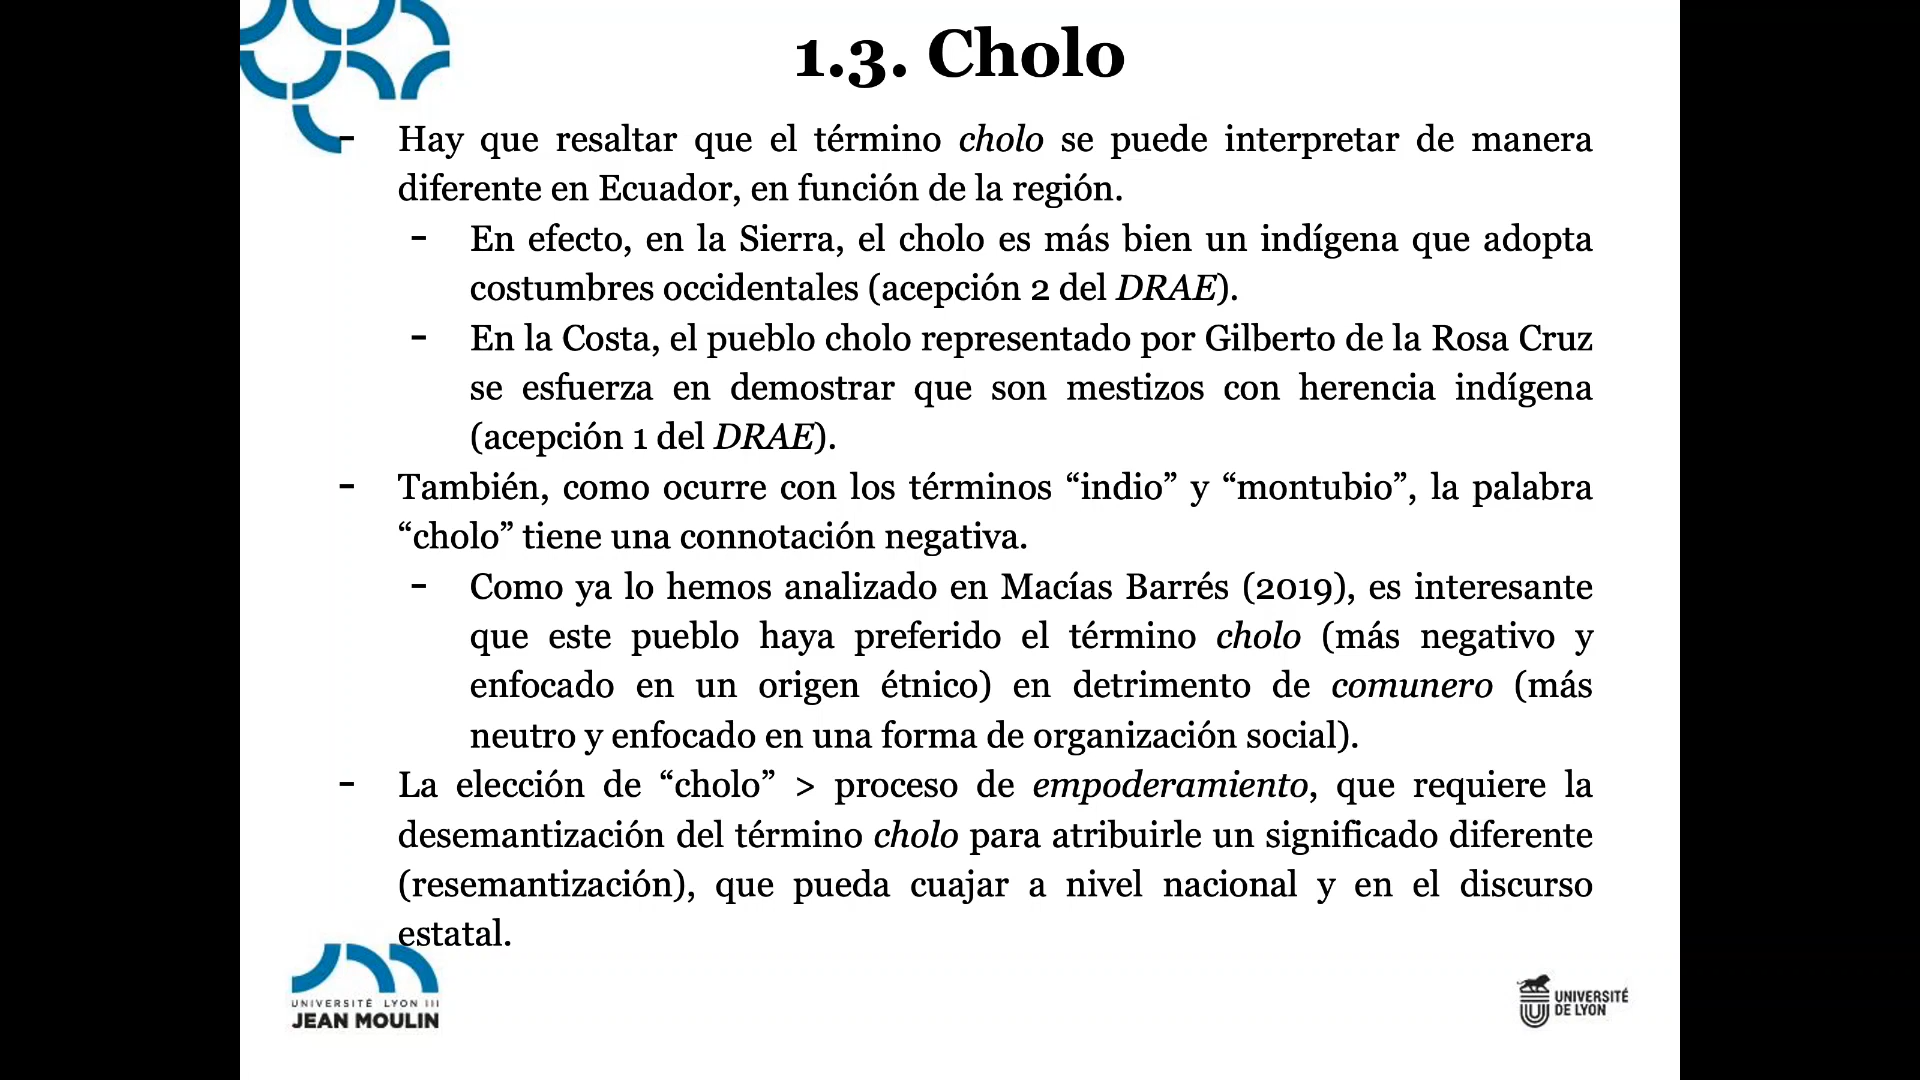 1.3. Cholo
- Hay que resaltar que el término cholo se puede interpretar de manera
diferente en Ecuador, en función de la región.
- En efecto, en la Sierra, el cholo es más bien un indígena que adopta
costumbres occidentales (acepción 2 del DRAE).
- En la Costa, el pueblo cholo representado por Gilberto de la Rosa Cruz
se esfuerza en demostrar que son mestizos con herencia indígena
(acepción 1 del DRAE).
- También, como ocurre con los términos “indio” y “montubio”, la palabra
“cholo” tiene una connotación negativa.
- Como ya lo hemos analizado en Macías Barrés (2019), es interesante
que este pueblo haya preferido el término cholo (más negativo y
enfocado en un origen étnico) en detrimento de comunero (más
neutro y enfocado en una forma de organización social).
- La elección de “cholo” > proceso de empoderamiento, que requiere la
desemantización del término cholo para atribuirle un significado diferente
(resemantización), que pueda cuajar a nivel nacional y en el discurso
estatal.
UNIVERSITÉ LYON III
JEAN MOULIN
UNIVERSITÉ
DE LYON